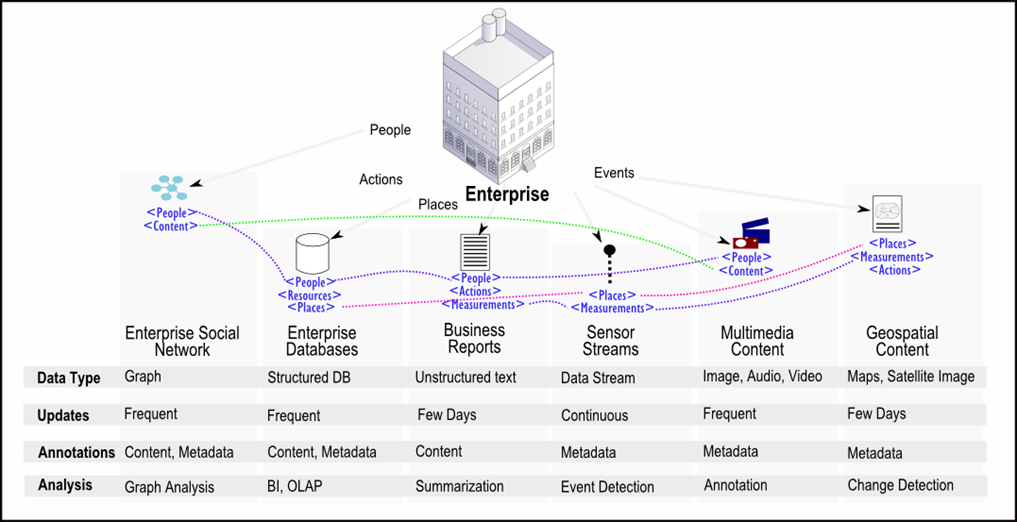 People
Actions
Places
Events
Enterprise
<People>
<Content>
<People>
<Resources>
<Places>
<People>
<Actions>
<Measurements>
<Places>
<Measurements>
<People>
<Content>
<Places>
<Measurements>
<Actions>
Enterprise Social
Network
Enterprise
Databases
Business
Reports
Sensor
Streams
Multimedia
Content
Geospatial
Content
Data Type Graph Structured DB Unstructured text Data Stream Image, Audio, Video Maps, Satellite Image
Updates Frequent Frequent Few Days Continuous Frequent Few Days
Annotations Content, Metadata Content, Metadata Content Metadata Metadata Metadata
Analysis Graph Analysis BI, OLAP Summarization Event Detection Annotation Change Detection